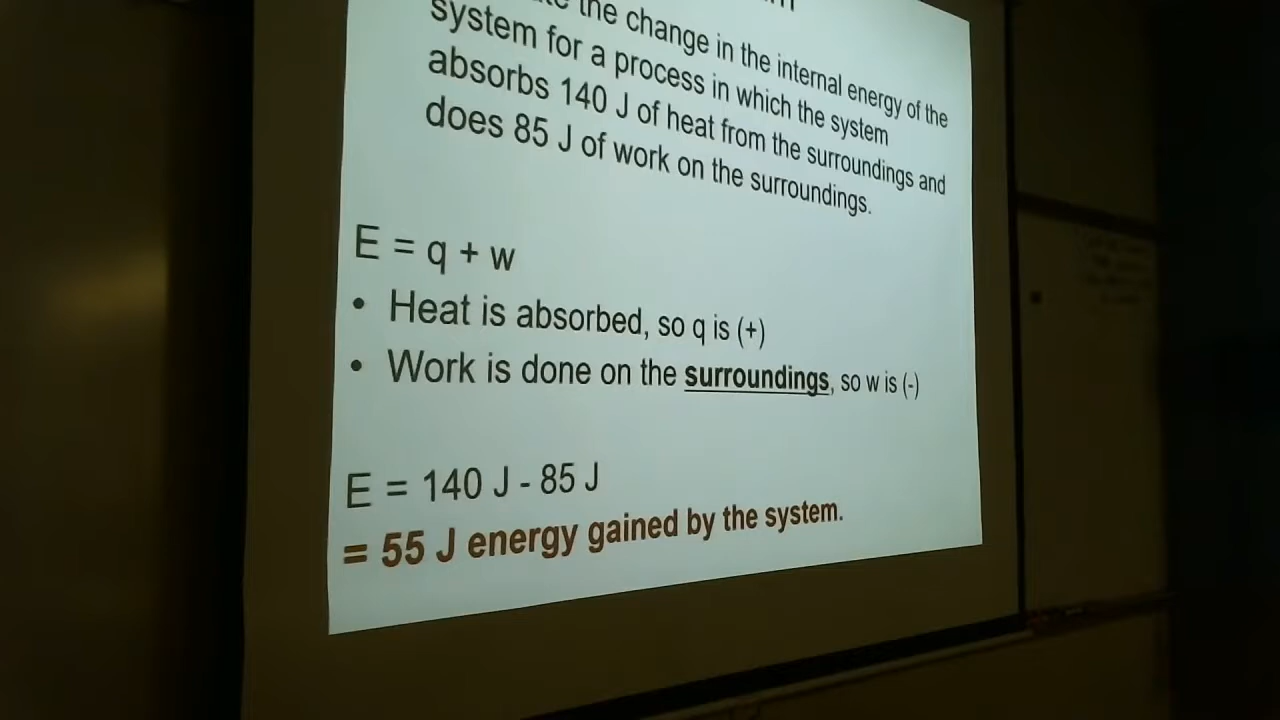 the change in the internal energy of the
system for a process in which the system
absorbs 140 J of heat from the surroundings and
does 85 J of work on the surroundings.
E = q + w
• Heat is absorbed, so q is (+)
• Work is done on the surroundings, so w is (-)
E = 140 J - 85 J
= 55 J energy gained by the system.